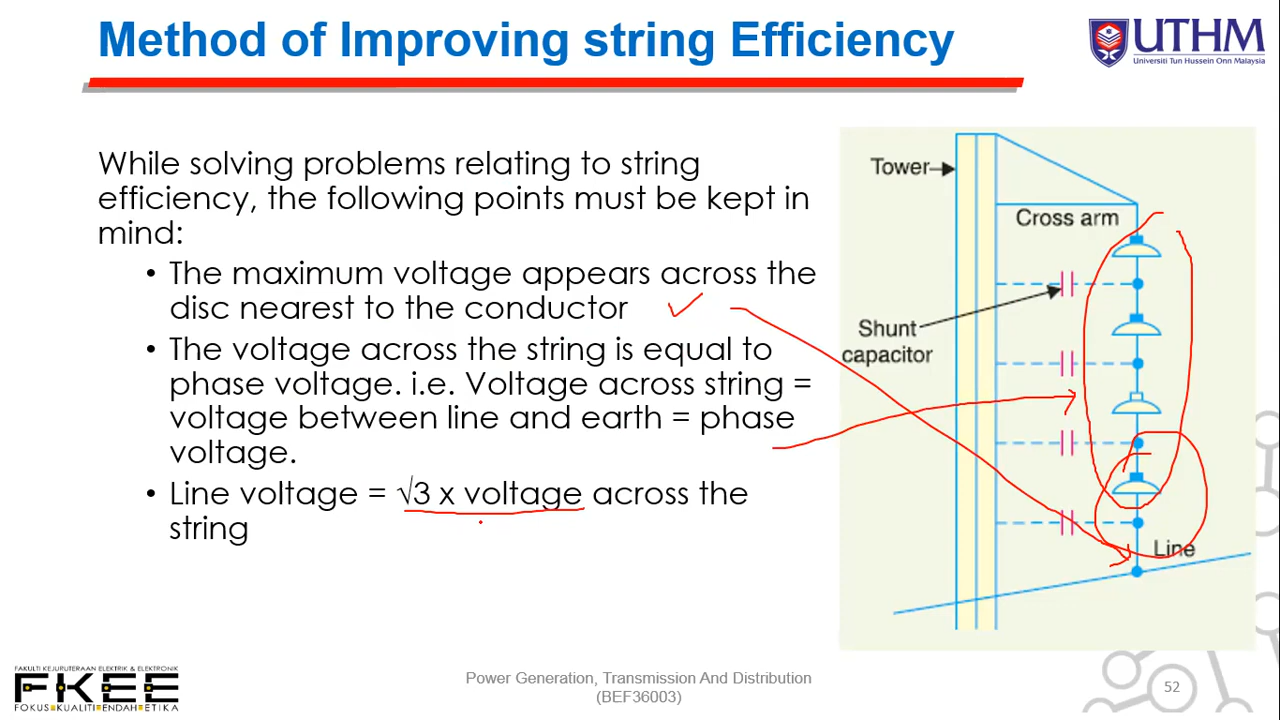 Method of Improving string Efficiency
UTHM
Universiti Tun Hussein Onn Malaysia
While solving problems relating to string
efficiency, the following points must be kept in
mind:
• The maximum voltage appears across the
disc nearest to the conductor
• The voltage across the string is equal to
phase voltage. i.e. Voltage across string =
voltage between line and earth = phase
voltage.
• Line voltage = √3 x voltage across the
string
Tower
Cross arm
Shunt
capacitor
Line
FAKULTI KEJURUTERAAN ELEKTRIK & ELEKTRONIK
FKEE
FOKUS KUALITI ENDAH ETIKA
Power Generation, Transmission And Distribution
(BEF36003)
52